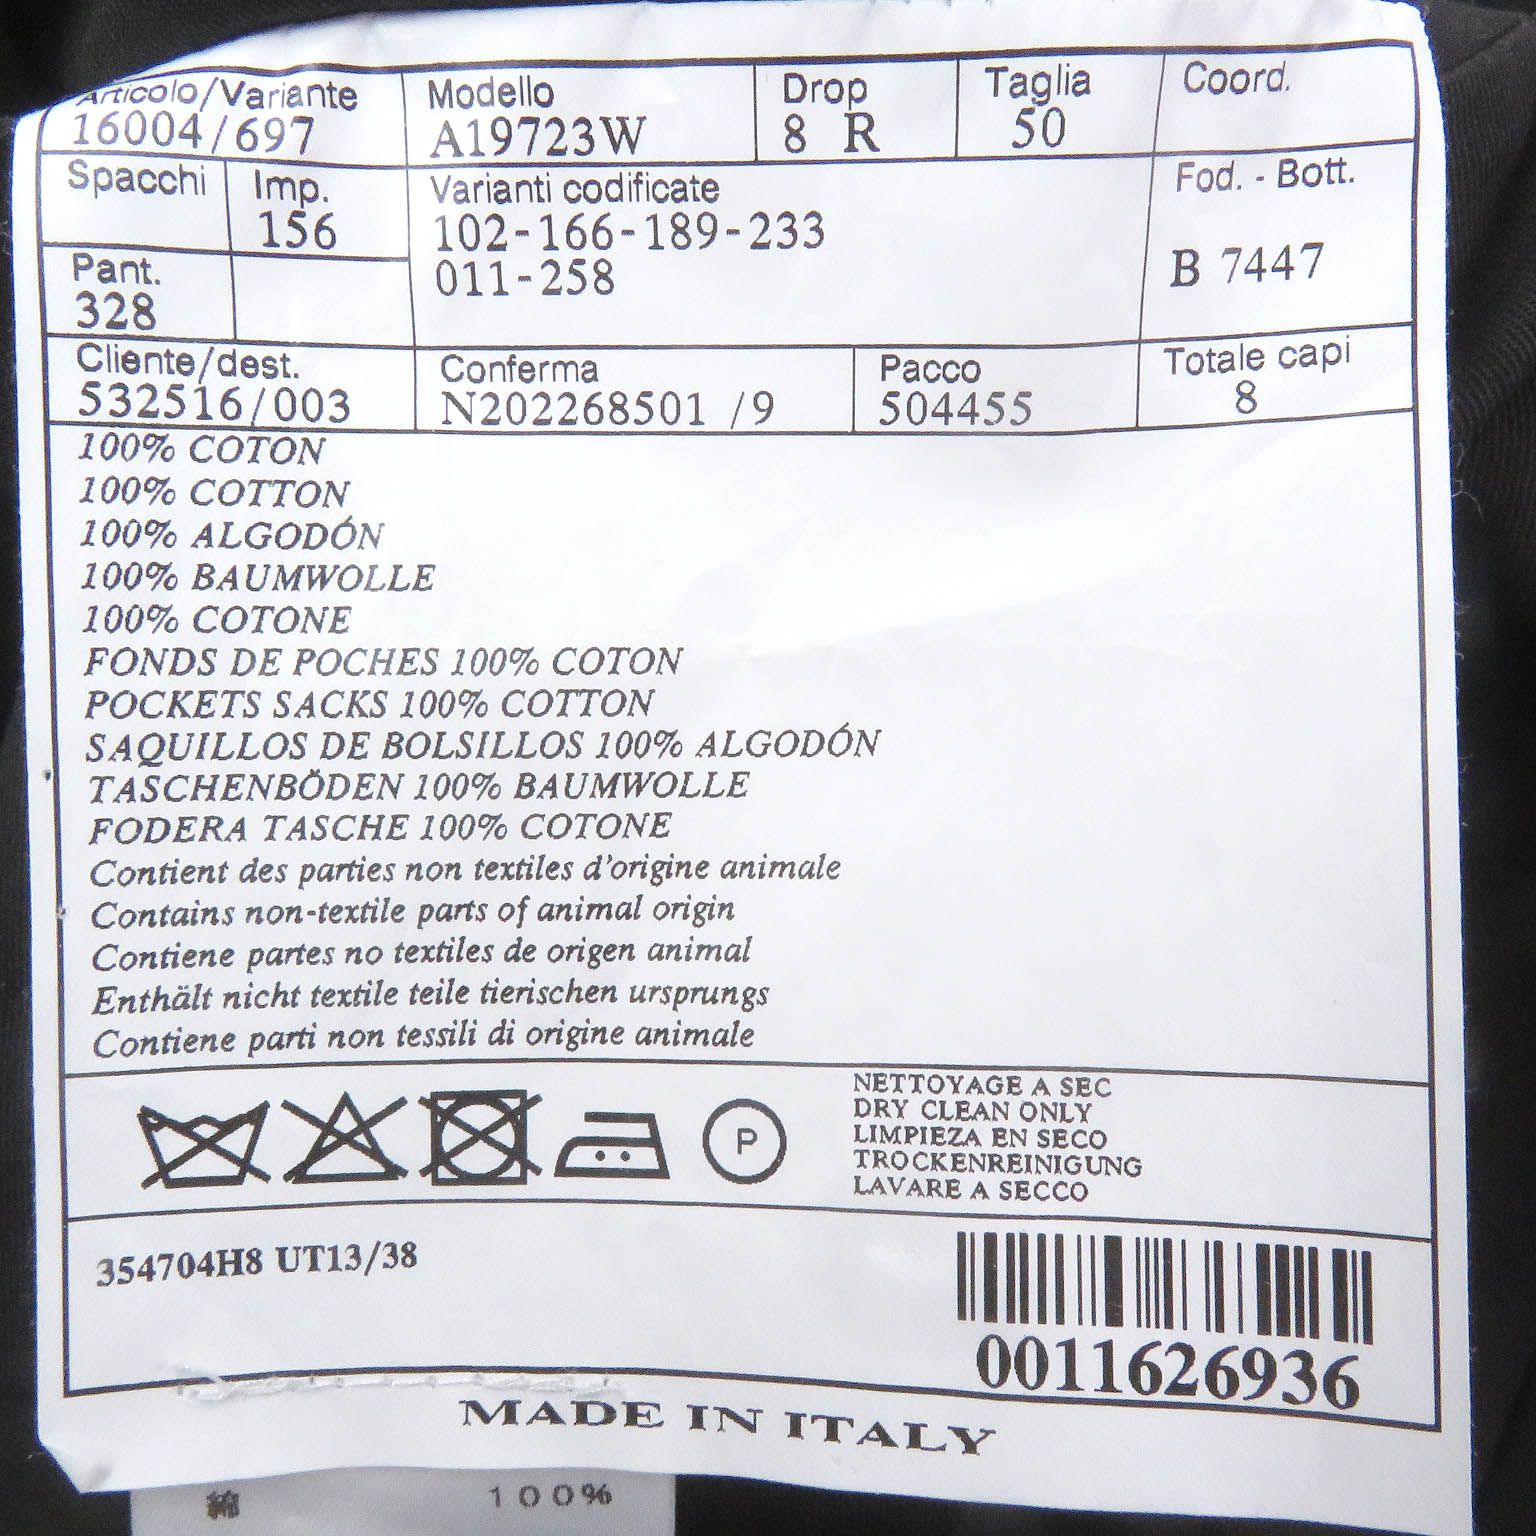 Articolo/Variante Modello Drop Taglia Coord.
16004/697 A19723W 8 R 50
Spacchi Imp. Varianti codificate Fod. - Bott.
156 102-166-189-233 B 7447
Pant. 011-258
328
Cliente/dest. Conferma Pacco Totale capi
532516/003 N202268501 /9 504455 8
100% COTON
100% COTTON
100% ALGODÓN
100% BAUMWOLLE
100% COTONE
FONDS DE POCHES 100% COTON
POCKETS SACKS 100% COTTON
SAQUILLOS DE BOLSILLOS 100% ALGODÓN
TASCHENBÖDEN 100% BAUMWOLLE
FODERA TASCHE 100% COTONE
Contient des parties non textiles d'origine animale
Contains non-textile parts of animal origin
Contiene partes no textiles de origen animal
Enthält nicht textile teile tierischen ursprungs
Contiene parti non tessili di origine animale
P
NETTOYAGE A SEC
DRY CLEAN ONLY
LIMPIEZA EN SECO
TROCKENREINIGUNG
LAVARE A SECCO
354704H8 UT13/38
0011626936
MADE IN ITALY
綿 100%